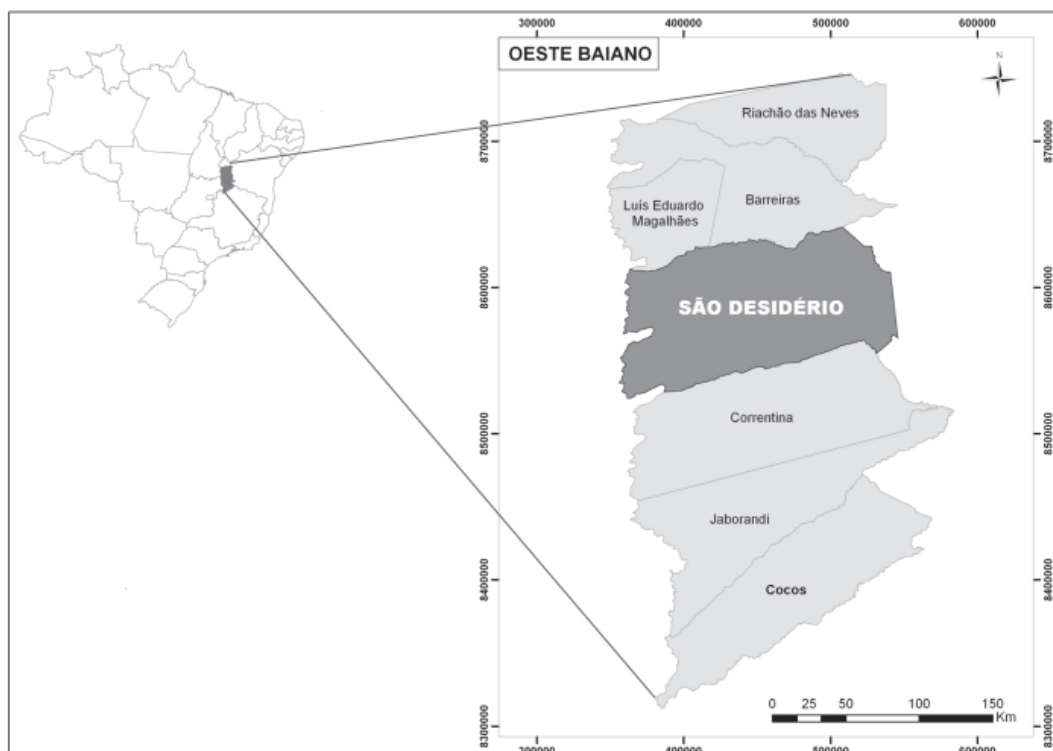 300000 400000 500000 600000
OESTE BAIANO
N
Riachão das Neves
8700000 8700000
Luís Eduardo
Magalhães
Barreiras
8600000 8600000
SÃO DESIDÉRIO
Correntina
8500000 8500000
Jaborandi
8400000 8400000
Cocos
0 25 50 100 150
Km
8300000 8300000
300000 400000 500000 600000